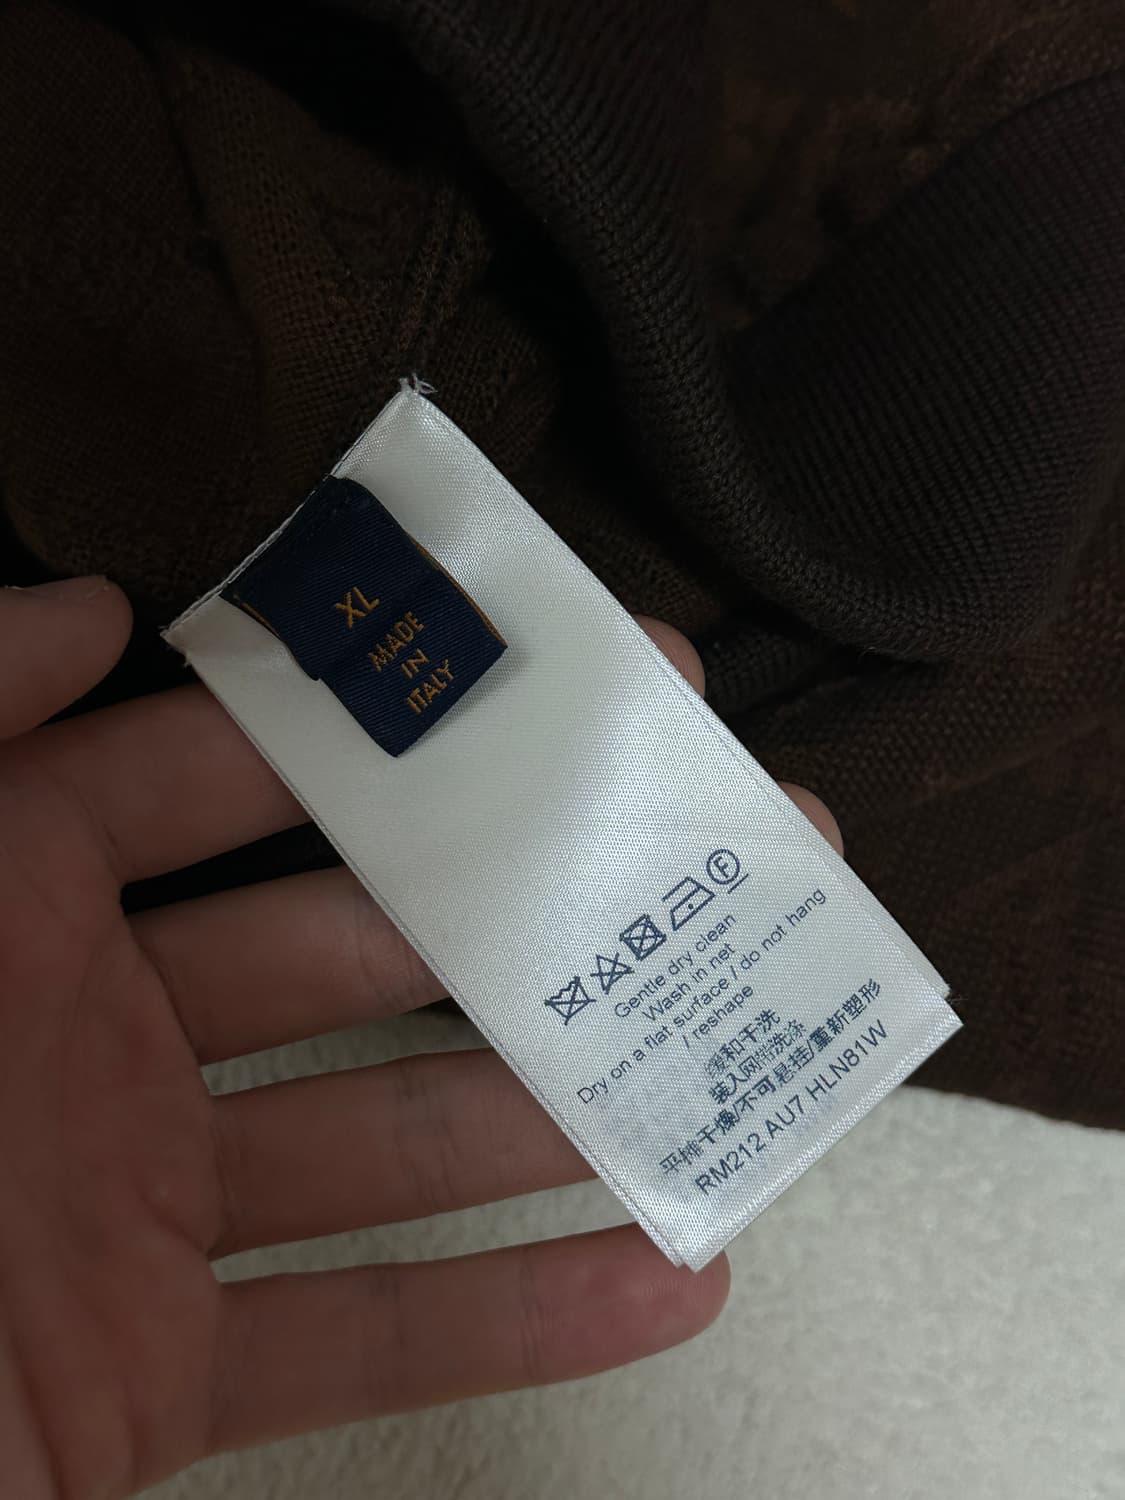 XL
MADE
IN
ITALY
F
Gentle dry clean
Wash in net
Dry on a flat surface / do not hang
/ reshape
缓和干洗
装入网带洗涤
平摊干燥/不可悬挂/重新塑形
RM212 AU7 HLN81W